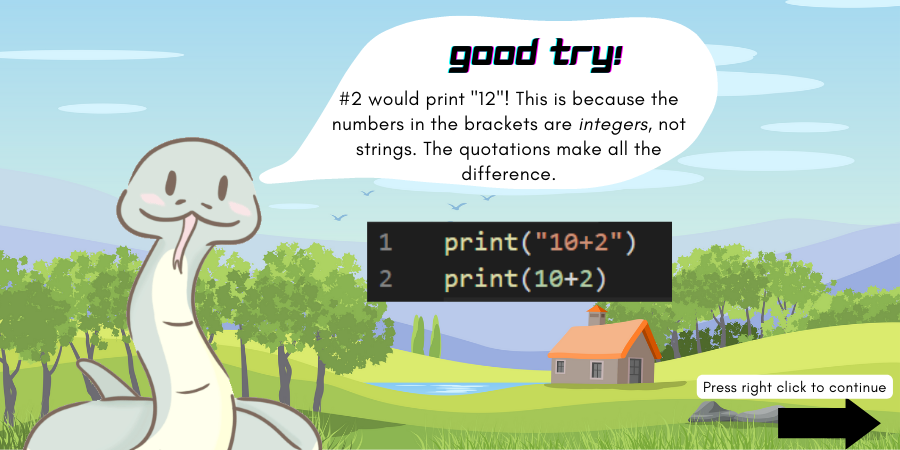 good try!
#2 would print "12"! This is because the
numbers in the brackets are integers, not
strings. The quotations make all the
difference.
1 print("10+2")
2 print(10+2)
Press right click to continue